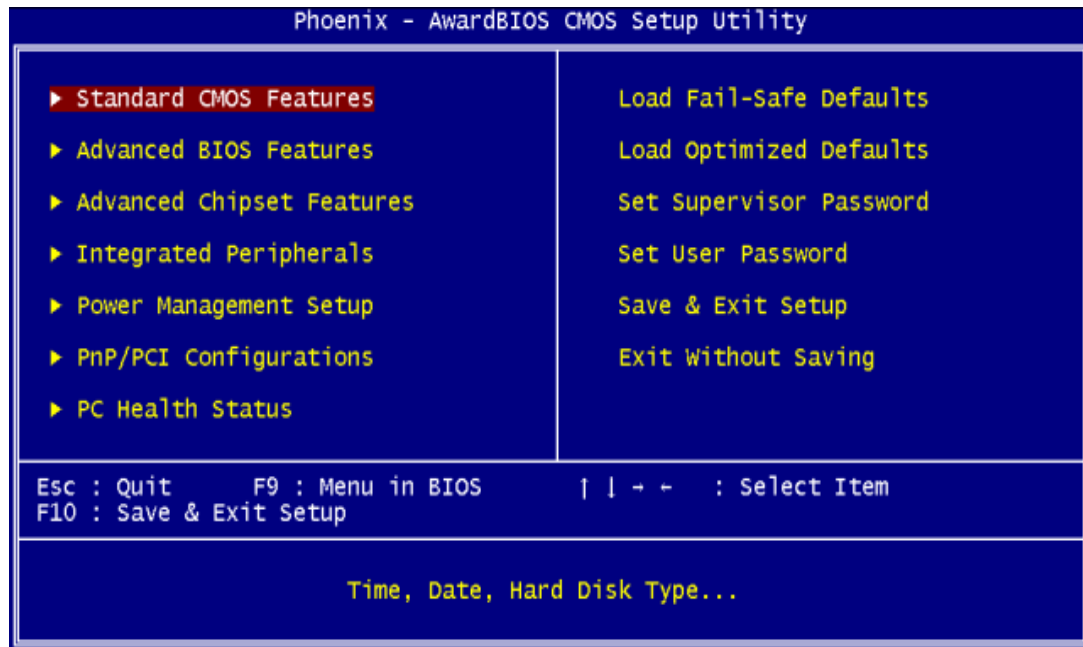 Phoenix - AwardBIOS CMOS Setup Utility
▶ Standard CMOS Features
▶ Advanced BIOS Features
▶ Advanced Chipset Features
▶ Integrated Peripherals
▶ Power Management Setup
▶ PnP/PCI Configurations
▶ PC Health Status
Load Fail-Safe Defaults
Load Optimized Defaults
Set Supervisor Password
Set User Password
Save & Exit Setup
Exit Without Saving
Esc : Quit F9 : Menu in BIOS ↑ ↓ → ← : Select Item
F10 : Save & Exit Setup
Time, Date, Hard Disk Type...